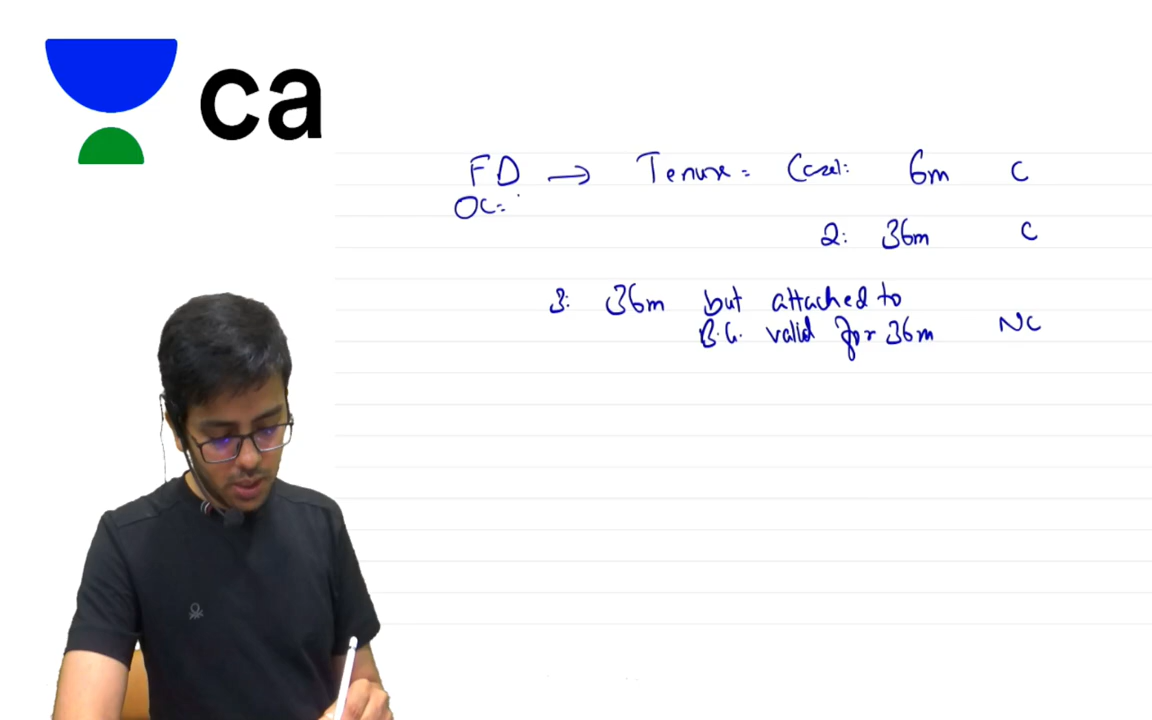 ca
FD → Tenure = Case1: 6m C
OC =
2: 36m C
3: 36m but attached to
B.G. valid for 36m NC